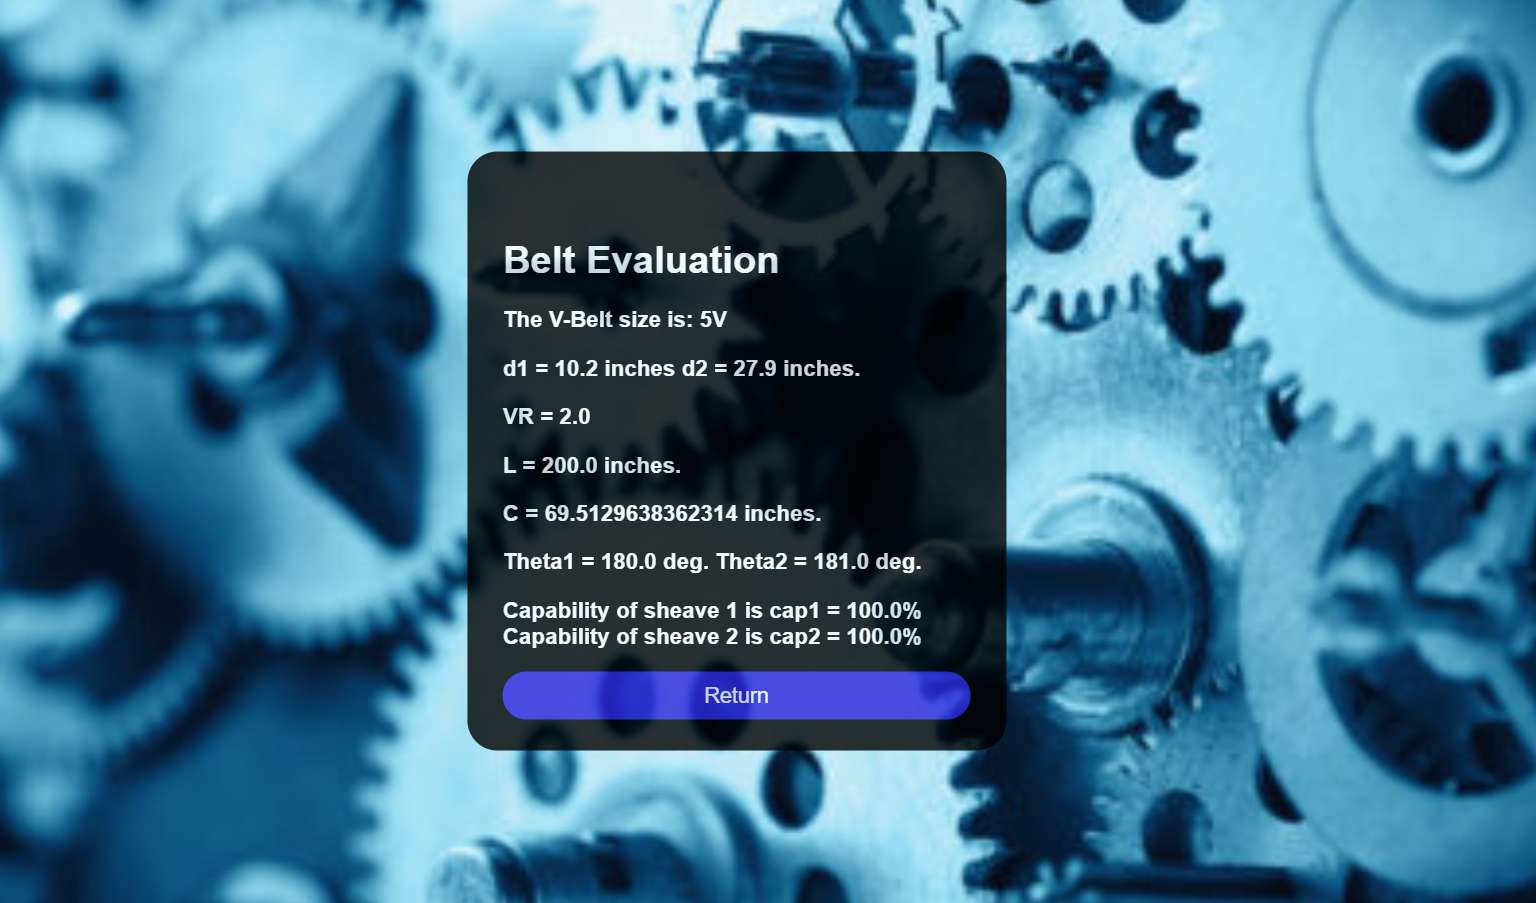 Belt Evaluation
The V-Belt size is: 5V
d1 = 10.2 inches d2 = 27.9 inches.
VR = 2.0
L = 200.0 inches.
C = 69.5129638362314 inches.
Theta1 = 180.0 deg. Theta2 = 181.0 deg.
Capability of sheave 1 is cap1 = 100.0%
Capability of sheave 2 is cap2 = 100.0%
Return